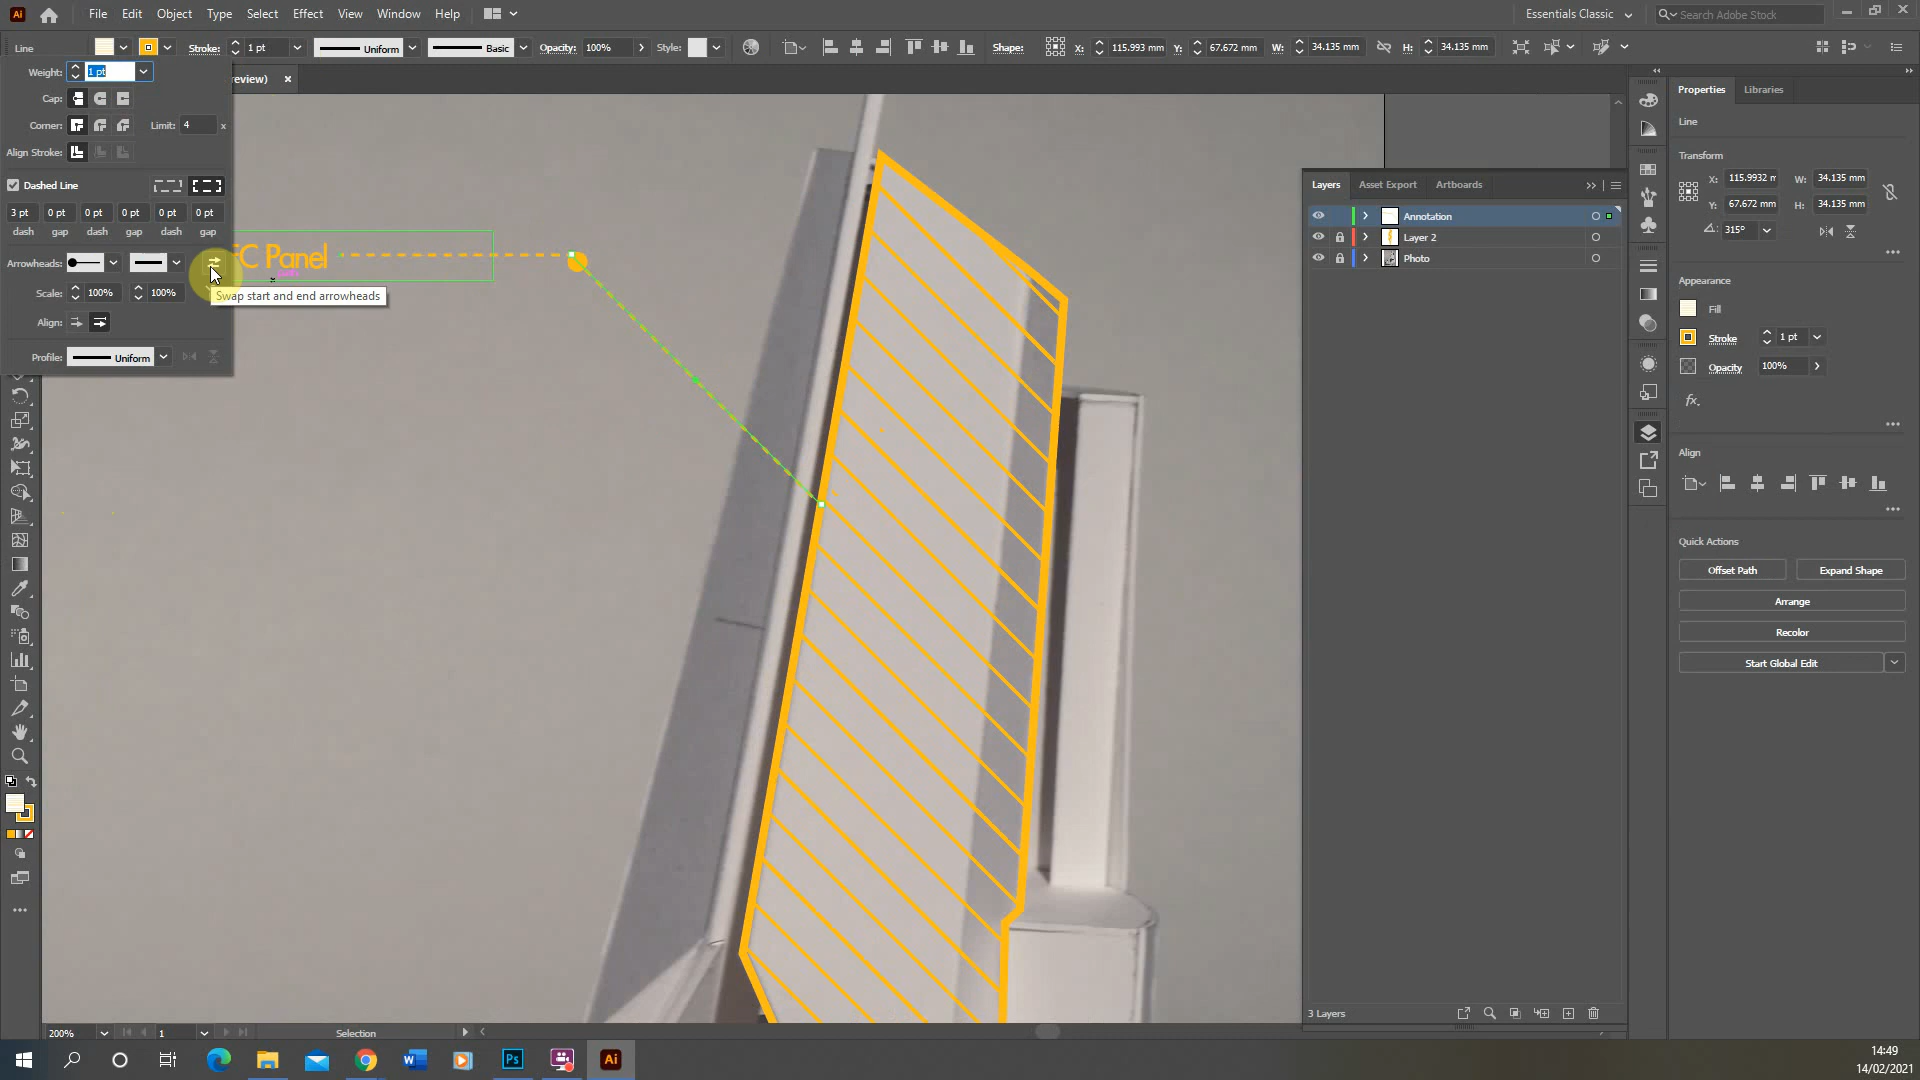 Ai File Edit Object Type Select Effect View Window Help Essentials Classic Search Adobe Stock
Line Stroke: 1 pt Uniform Basic Opacity: 100% Style: Shape: X: 115.993 mm Y: 67.672 mm W: 34.135 mm H: 34.135 mm
Weight: 1 pt
review) ×
Cap:
Corner: Limit: 4 x
Align Stroke:
Dashed Line
3 pt 0 pt 0 pt 0 pt 0 pt 0 pt
dash gap dash gap dash gap
Arrowheads:
FC Panel
Scale: 100% 100%
Swap start and end arrowheads
Align:
Profile: Uniform
Layers Asset Export Artboards
Annotation
Layer 2
Photo
3 Layers
Properties Libraries
Line
Transform
X: 115.9932 m W: 34.135 mm
Y: 67.672 mm H: 34.135 mm
315°
Appearance
Fill
Stroke 1 pt
Opacity 100%
fx.
Align
Quick Actions
Offset Path Expand Shape
Arrange
Recolor
Start Global Edit
200% 1 Selection
W Ps Ai
14:49
14/02/2021